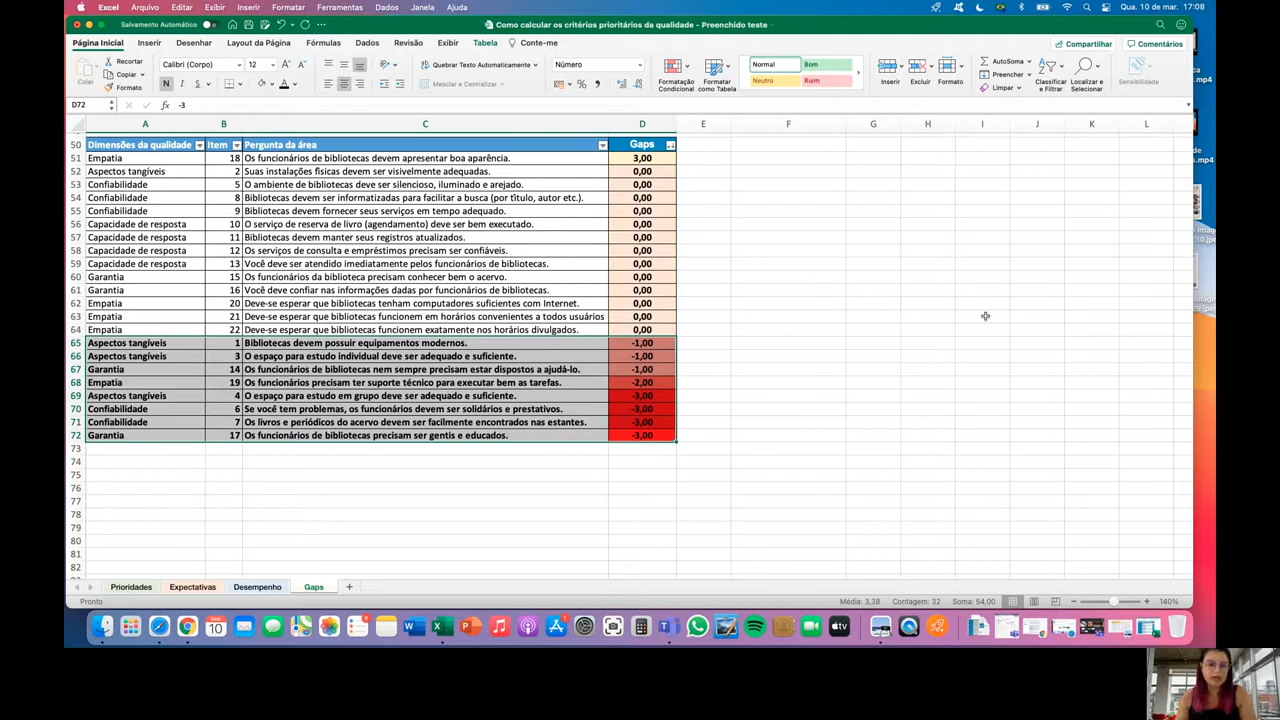 Excel Arquivo Editar Exibir Inserir Formatar Ferramentas Dados Janela Ajuda Qua. 10 de mar. 17:08
Salvamento Automático Como calcular os critérios prioritários da qualidade - Preenchido teste
Página Inicial Inserir Desenhar Layout da Página Fórmulas Dados Revisão Exibir Tabela Conte-me Compartilhar Comentários
Colar Recortar Copiar Formato
Calibri (Corpo) 12 Quebrar Texto Automaticamente Número
N I S Mesclar e Centralizar
Formatação Condicional Formatar como Tabela
Normal Bom
Neutro Ruim
Inserir Excluir Formato
AutoSoma Preencher Limpar
Classificar e Filtrar Localizar e Selecionar Sensibilidade
D72 fx -3
A B C D E F G H I J K L
50 Dimensões da qualidade Item Pergunta da área Gaps
51 Empatia 18 Os funcionários de bibliotecas devem apresentar boa aparência. 3,00
52 Aspectos tangíveis 2 Suas instalações físicas devem ser visivelmente adequadas. 0,00
53 Confiabilidade 5 O ambiente de bibliotecas deve ser silencioso, iluminado e arejado. 0,00
54 Confiabilidade 8 Bibliotecas devem ser informatizadas para facilitar a busca (por título, autor etc.). 0,00
55 Confiabilidade 9 Bibliotecas devem fornecer seus serviços em tempo adequado. 0,00
56 Capacidade de resposta 10 O serviço de reserva de livro (agendamento) deve ser bem executado. 0,00
57 Capacidade de resposta 11 Bibliotecas devem manter seus registros atualizados. 0,00
58 Capacidade de resposta 12 Os serviços de consulta e empréstimos precisam ser confiáveis. 0,00
59 Capacidade de resposta 13 Você deve ser atendido imediatamente pelos funcionários de bibliotecas. 0,00
60 Garantia 15 Os funcionários da biblioteca precisam conhecer bem o acervo. 0,00
61 Garantia 16 Você deve confiar nas informações dadas por funcionários de bibliotecas. 0,00
62 Empatia 20 Deve-se esperar que bibliotecas tenham computadores suficientes com Internet. 0,00
63 Empatia 21 Deve-se esperar que bibliotecas funcionem em horários convenientes a todos usuários 0,00
64 Empatia 22 Deve-se esperar que bibliotecas funcionem exatamente nos horários divulgados. 0,00
65 Aspectos tangíveis 1 Bibliotecas devem possuir equipamentos modernos. -1,00
66 Aspectos tangíveis 3 O espaço para estudo individual deve ser adequado e suficiente. -1,00
67 Garantia 14 Os funcionários de bibliotecas nem sempre precisam estar dispostos a ajudá-lo. -1,00
68 Empatia 19 Os funcionários precisam ter suporte técnico para executar bem as tarefas. -2,00
69 Aspectos tangíveis 4 O espaço para estudo em grupo deve ser adequado e suficiente. -3,00
70 Confiabilidade 6 Se você tem problemas, os funcionários devem ser solidários e prestativos. -3,00
71 Confiabilidade 7 Os livros e periódicos do acervo devem ser facilmente encontrados nas estantes. -3,00
72 Garantia 17 Os funcionários de bibliotecas precisam ser gentis e educados. -3,00
73
74
75
76
77
78
79
80
81
82
Prioridades Expectativas Desempenho Gaps
Pronto Média: 3,38 Contagem: 32 Soma: 54,00 140%